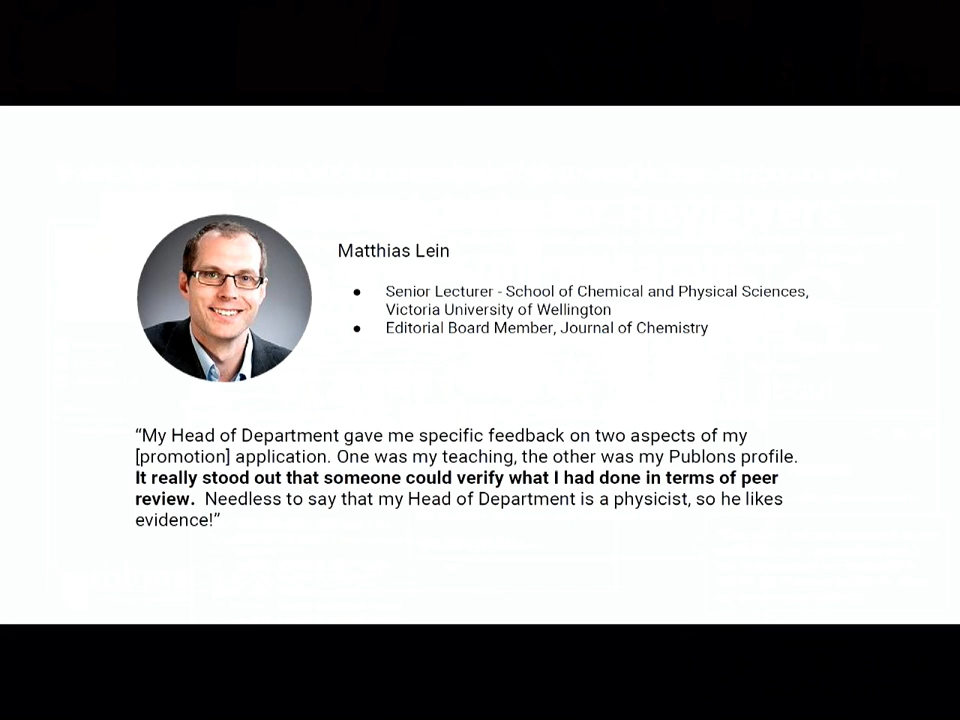 Matthias Lein
● Senior Lecturer - School of Chemical and Physical Sciences,
Victoria University of Wellington
● Editorial Board Member, Journal of Chemistry
“My Head of Department gave me specific feedback on two aspects of my
[promotion] application. One was my teaching, the other was my Publons profile.
It really stood out that someone could verify what I had done in terms of peer
review. Needless to say that my Head of Department is a physicist, so he likes
evidence!”